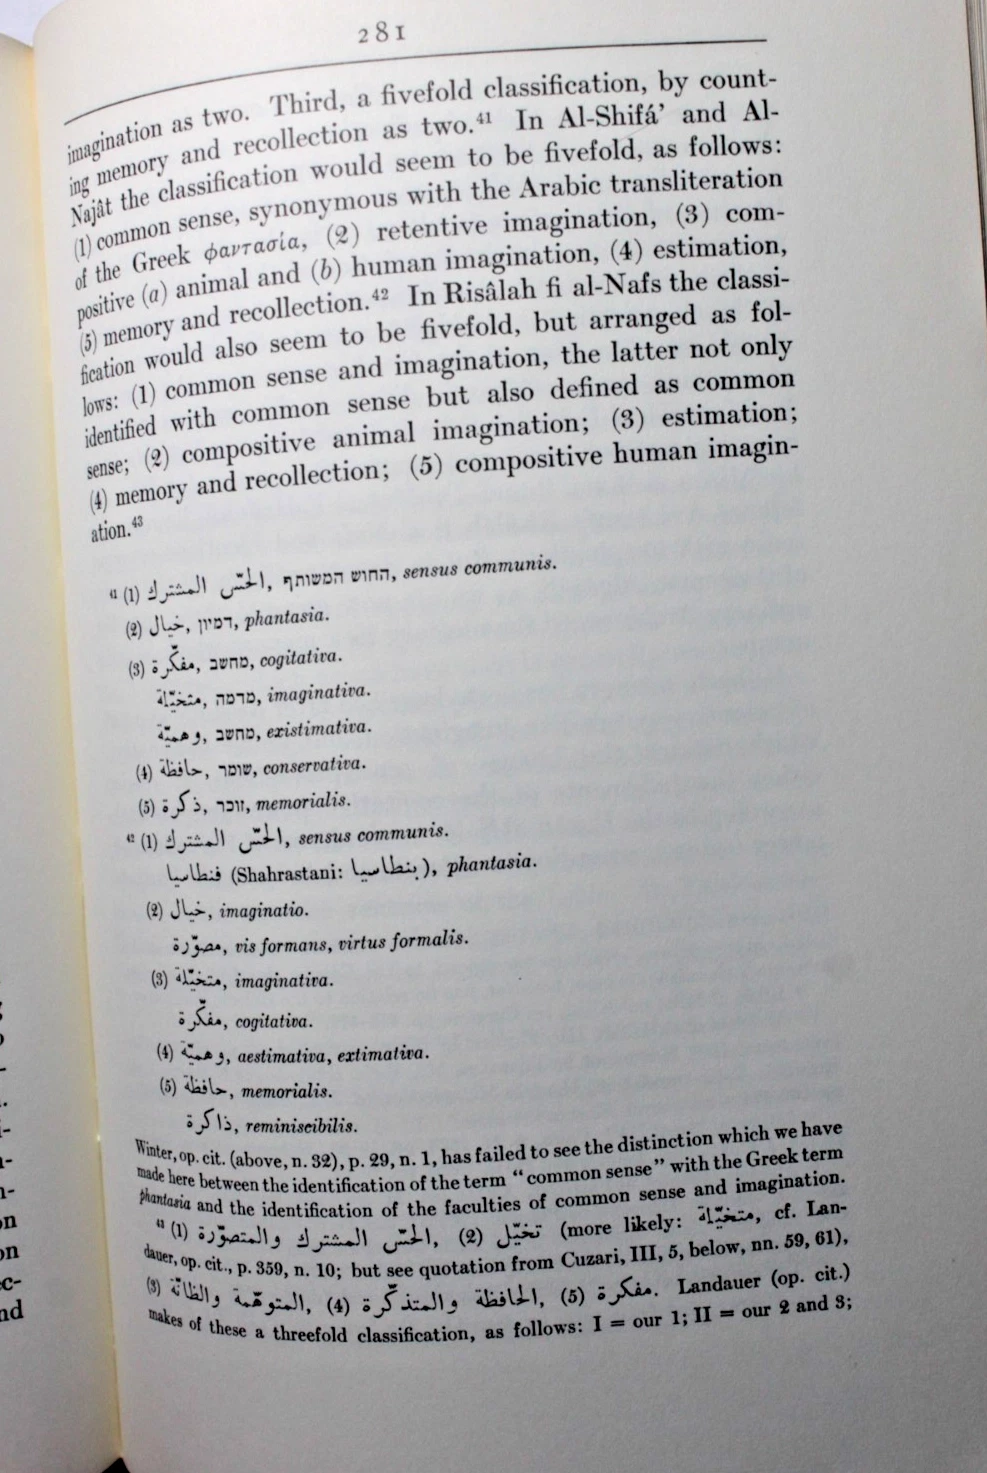 281
imagination as two. Third, a fivefold classification, by count-
ing memory and recollection as two.⁴¹ In Al-Shifá’ and Al-
Najât the classification would seem to be fivefold, as follows:
(1) common sense, synonymous with the Arabic transliteration
of the Greek φαντασία, (2) retentive imagination, (3) com-
positive (a) animal and (b) human imagination, (4) estimation,
(5) memory and recollection.⁴² In Risâlah fi al-Nafs the classi-
fication would also seem to be fivefold, but arranged as fol-
lows: (1) common sense and imagination, the latter not only
identified with common sense but also defined as common
sense; (2) compositive animal imagination; (3) estimation;
(4) memory and recollection; (5) compositive human imagin-
ation.⁴³
⁴¹ (1) الحسّ المشترك, החוש המשותף, sensus communis.
(2) خيال, דמיון, phantasia.
(3) مفكّرة, מחשב, cogitativa.
متخيّلة, מדמה, imaginativa.
وهميّة, מחשב, existimativa.
(4) حافظة, שומר, conservativa.
(5) ذكرة, זוכר, memorialis.
⁴² (1) الحسّ المشترك, sensus communis.
فنطاسيا (Shahrastani: بنطاسيا), phantasia.
(2) خيال, imaginatio.
مصوّرة, vis formans, virtus formalis.
(3) متخيّلة, imaginativa.
مفكّرة, cogitativa.
(4) وهميّة, aestimativa, extimativa.
(5) حافظة, memorialis.
ذاكرة, reminiscibilis.
Winter, op. cit. (above, n. 32), p. 29, n. 1, has failed to see the distinction which we have
made here between the identification of the term “common sense” with the Greek term
phantasia and the identification of the faculties of common sense and imagination.
⁴³ (1) الحسّ المشترك والمتصوّرة, (2) تخيّل (more likely: متخيّلة, cf. Lan-
dauer, op. cit., p. 359, n. 10; but see quotation from Cuzari, III, 5, below, nn. 59, 61),
(3) المتوهّمة والظانّة, (4) الحافظة والمتذكّرة, (5) مفكرة. Landauer (op. cit.)
makes of these a threefold classification, as follows: I = our 1; II = our 2 and 3;